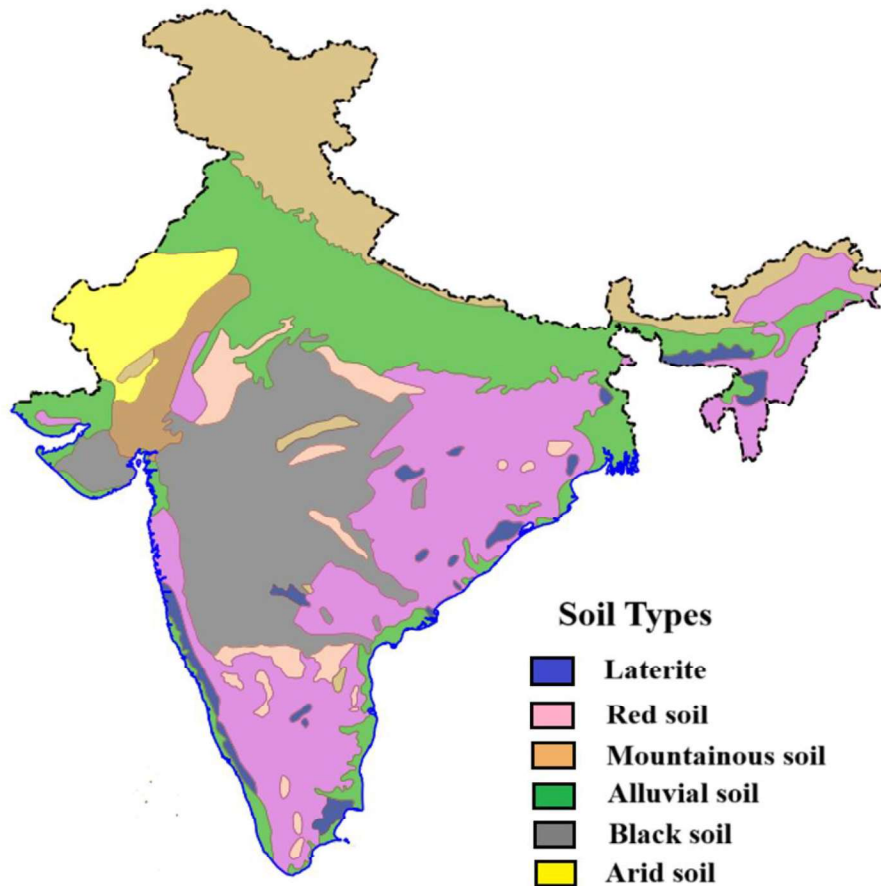 Soil Types
Laterite
Red soil
Mountainous soil
Alluvial soil
Black soil
Arid soil